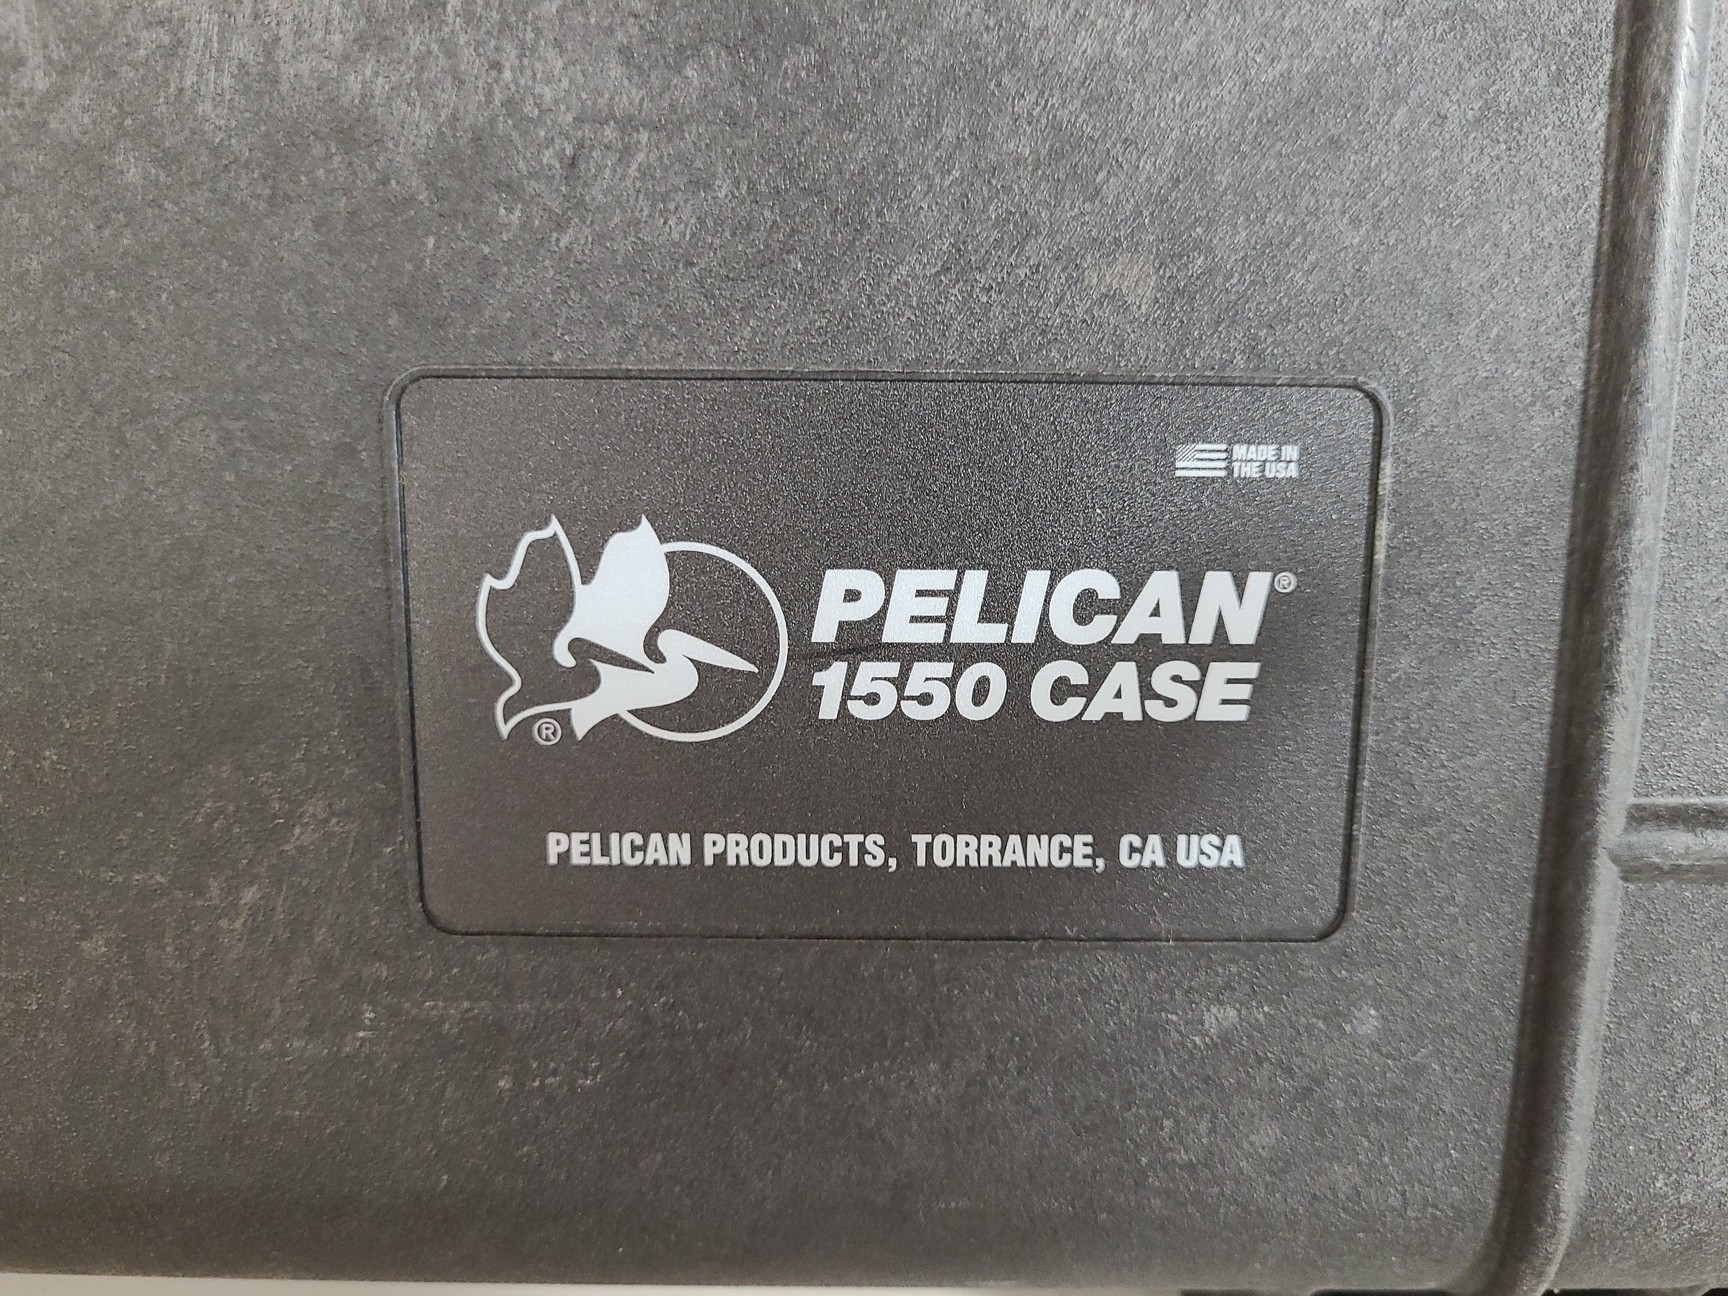 MADE IN
THE USA
PELICAN®
1550 CASE
®
PELICAN PRODUCTS, TORRANCE, CA USA